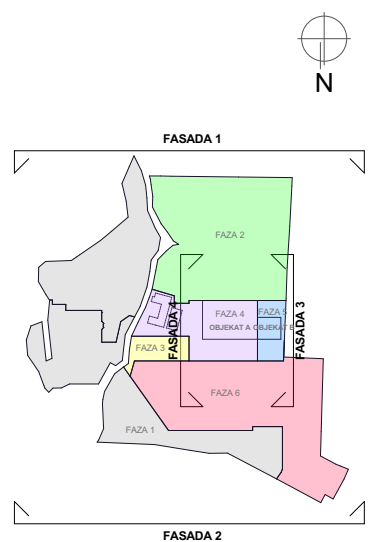 N
FASADA 1
FAZA 2
FASADA 4
FAZA 4
FAZA 5
FASADA 3
OBJEKAT A OBJEKAT B
FAZA 3
FAZA 6
FAZA 1
FASADA 2